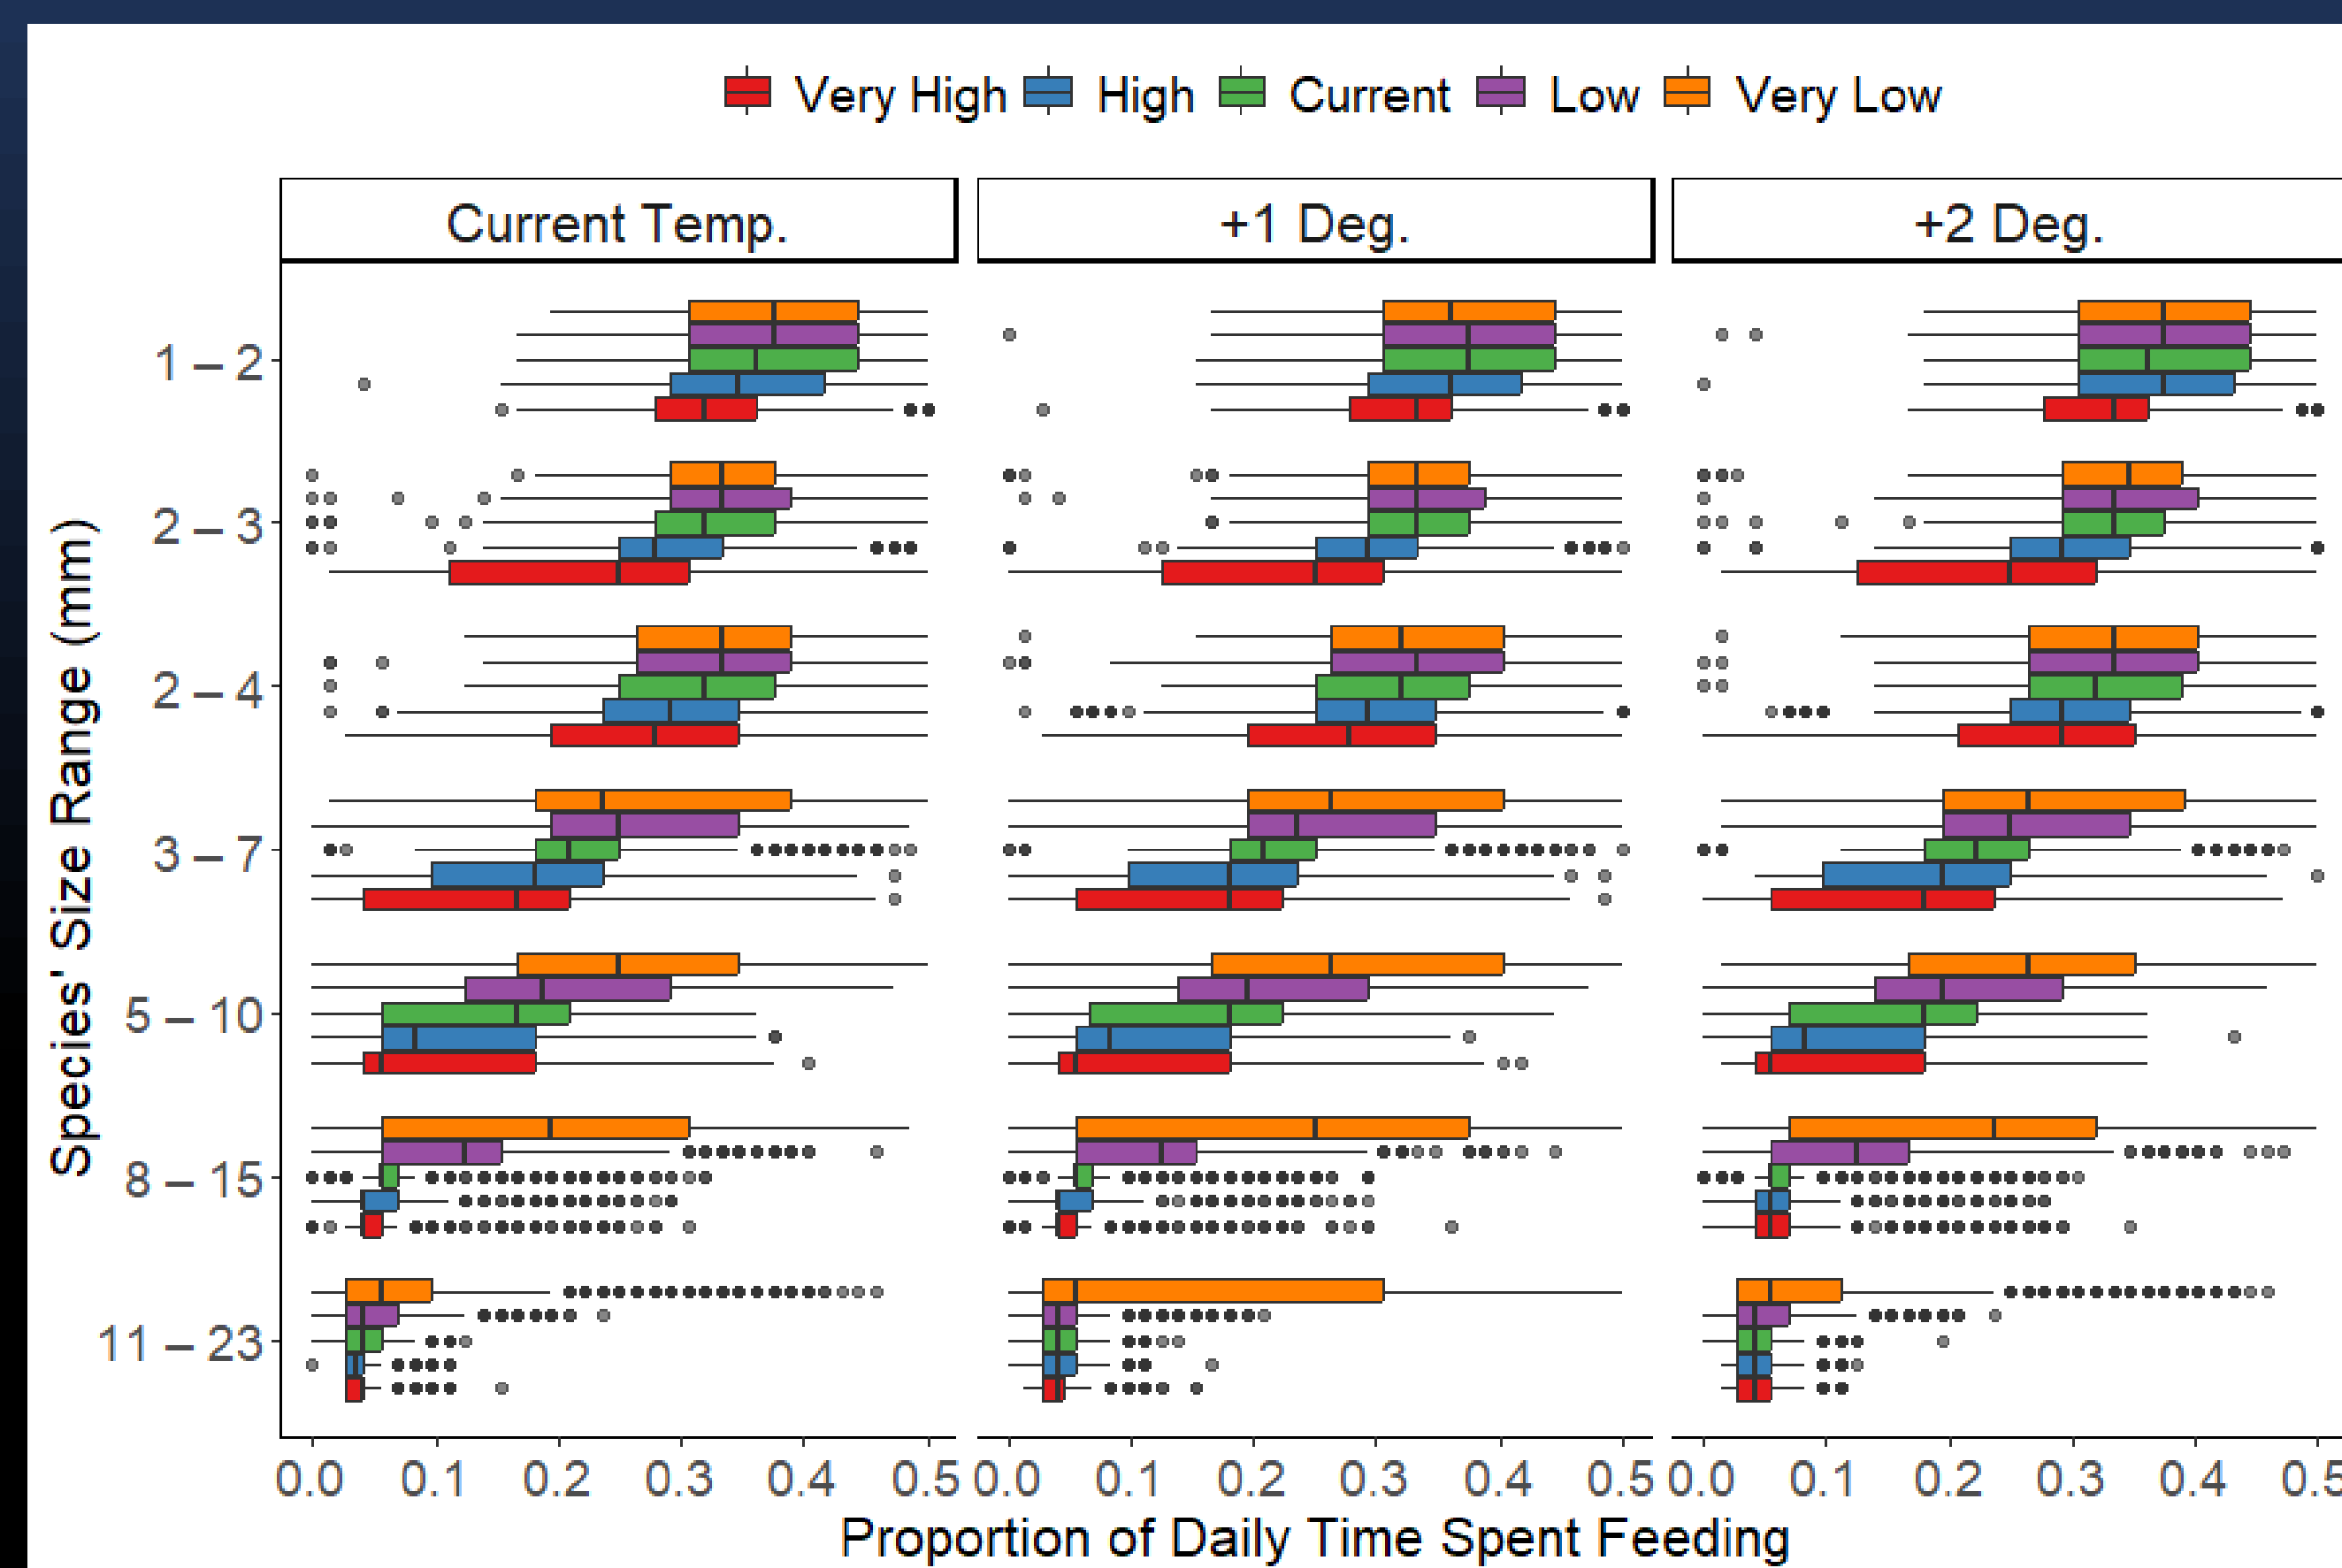 Very High High Current Low Very Low
Current Temp. +1 Deg. +2 Deg.
Species' Size Range (mm)
1 – 2
2 – 3
2 – 4
3 – 7
5 – 10
8 – 15
11 – 23
0.0 0.1 0.2 0.3 0.4 0.5 0.0 0.1 0.2 0.3 0.4 0.5 0.0 0.1 0.2 0.3 0.4 0.5
Proportion of Daily Time Spent Feeding